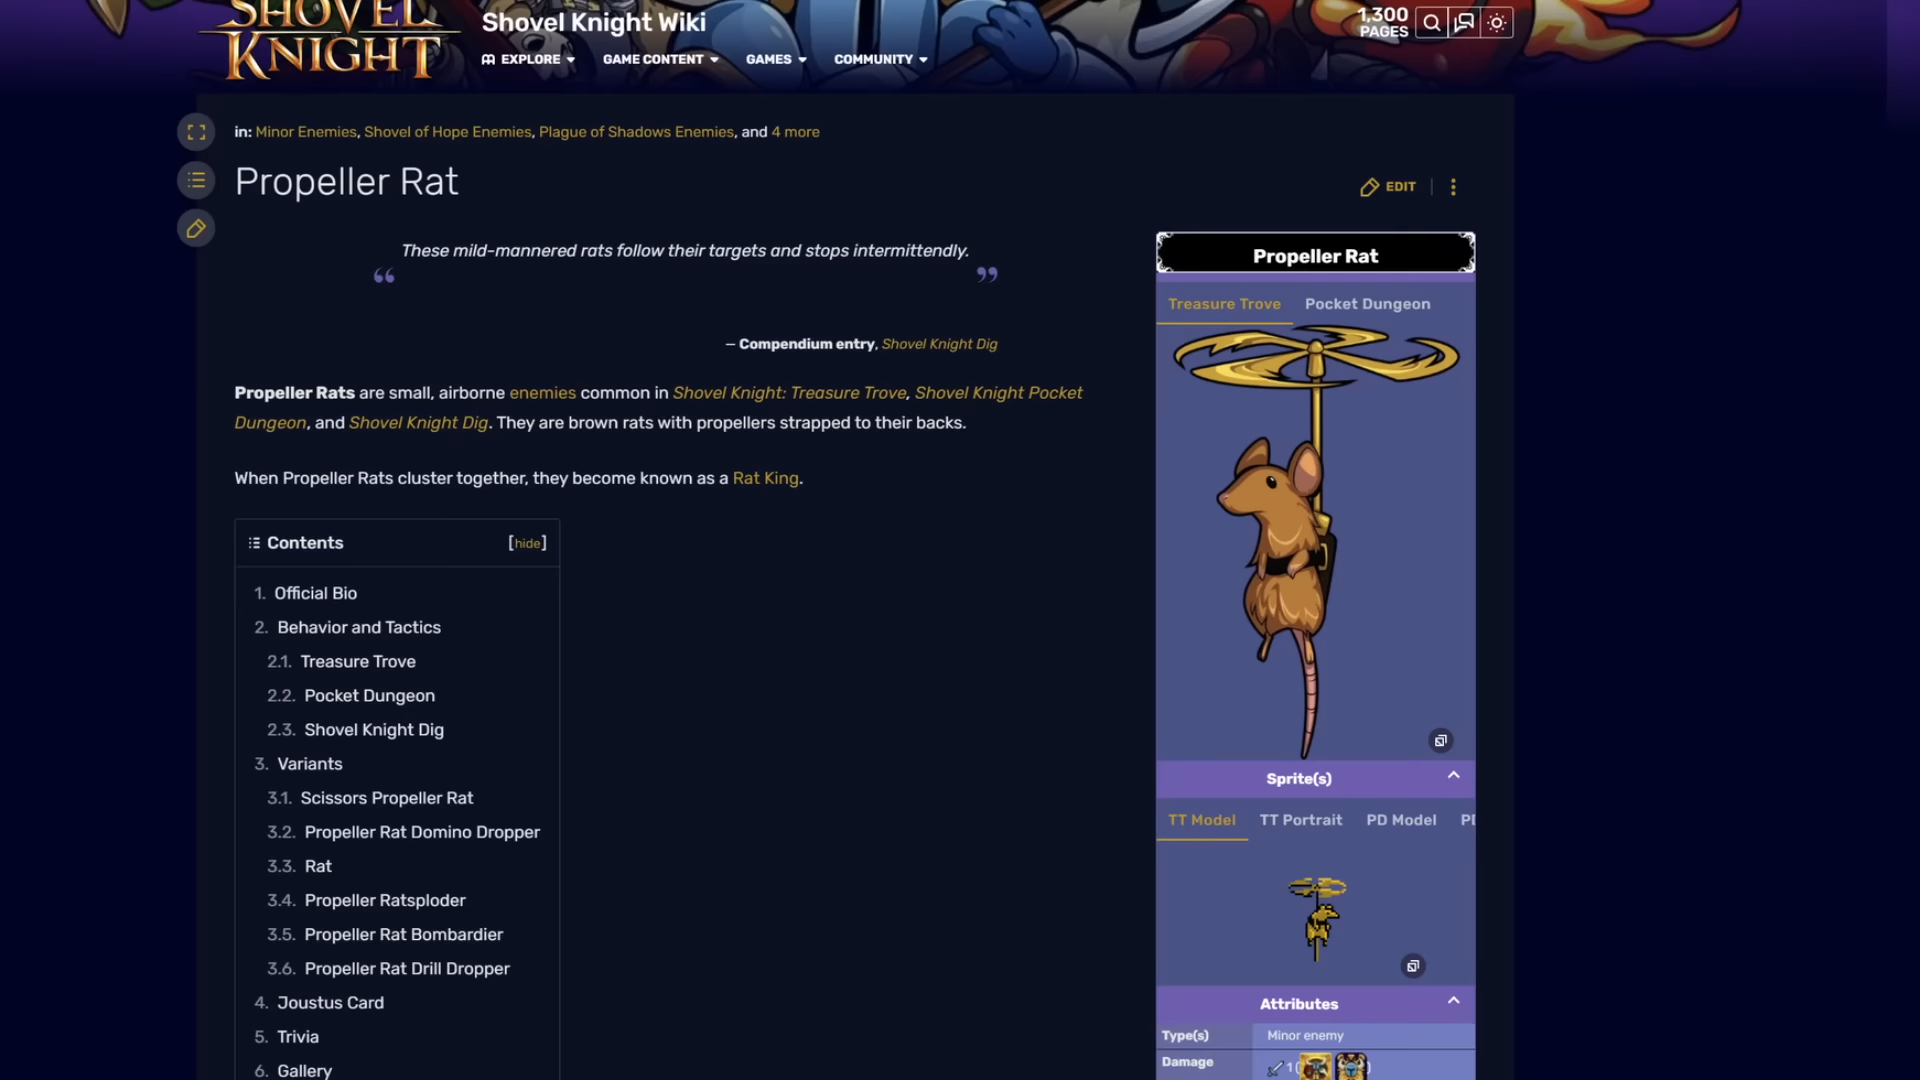 SHOVEL
KNIGHT
Shovel Knight Wiki
1,300
PAGES
EXPLORE
GAME CONTENT
GAMES
COMMUNITY
in: Minor Enemies, Shovel of Hope Enemies, Plague of Shadows Enemies, and 4 more
Propeller Rat
EDIT
“ These mild-mannered rats follow their targets and stops intermittendly. ”
– Compendium entry, Shovel Knight Dig
Propeller Rats are small, airborne enemies common in Shovel Knight: Treasure Trove, Shovel Knight Pocket
Dungeon, and Shovel Knight Dig. They are brown rats with propellers strapped to their backs.
When Propeller Rats cluster together, they become known as a Rat King.
Contents [hide]
1. Official Bio
2. Behavior and Tactics
2.1. Treasure Trove
2.2. Pocket Dungeon
2.3. Shovel Knight Dig
3. Variants
3.1. Scissors Propeller Rat
3.2. Propeller Rat Domino Dropper
3.3. Rat
3.4. Propeller Ratsploder
3.5. Propeller Rat Bombardier
3.6. Propeller Rat Drill Dropper
4. Joustus Card
5. Trivia
6. Gallery
Propeller Rat
Treasure Trove Pocket Dungeon
Sprite(s)
TT Model TT Portrait PD Model
Attributes
Type(s) Minor enemy
Damage 1 ( )